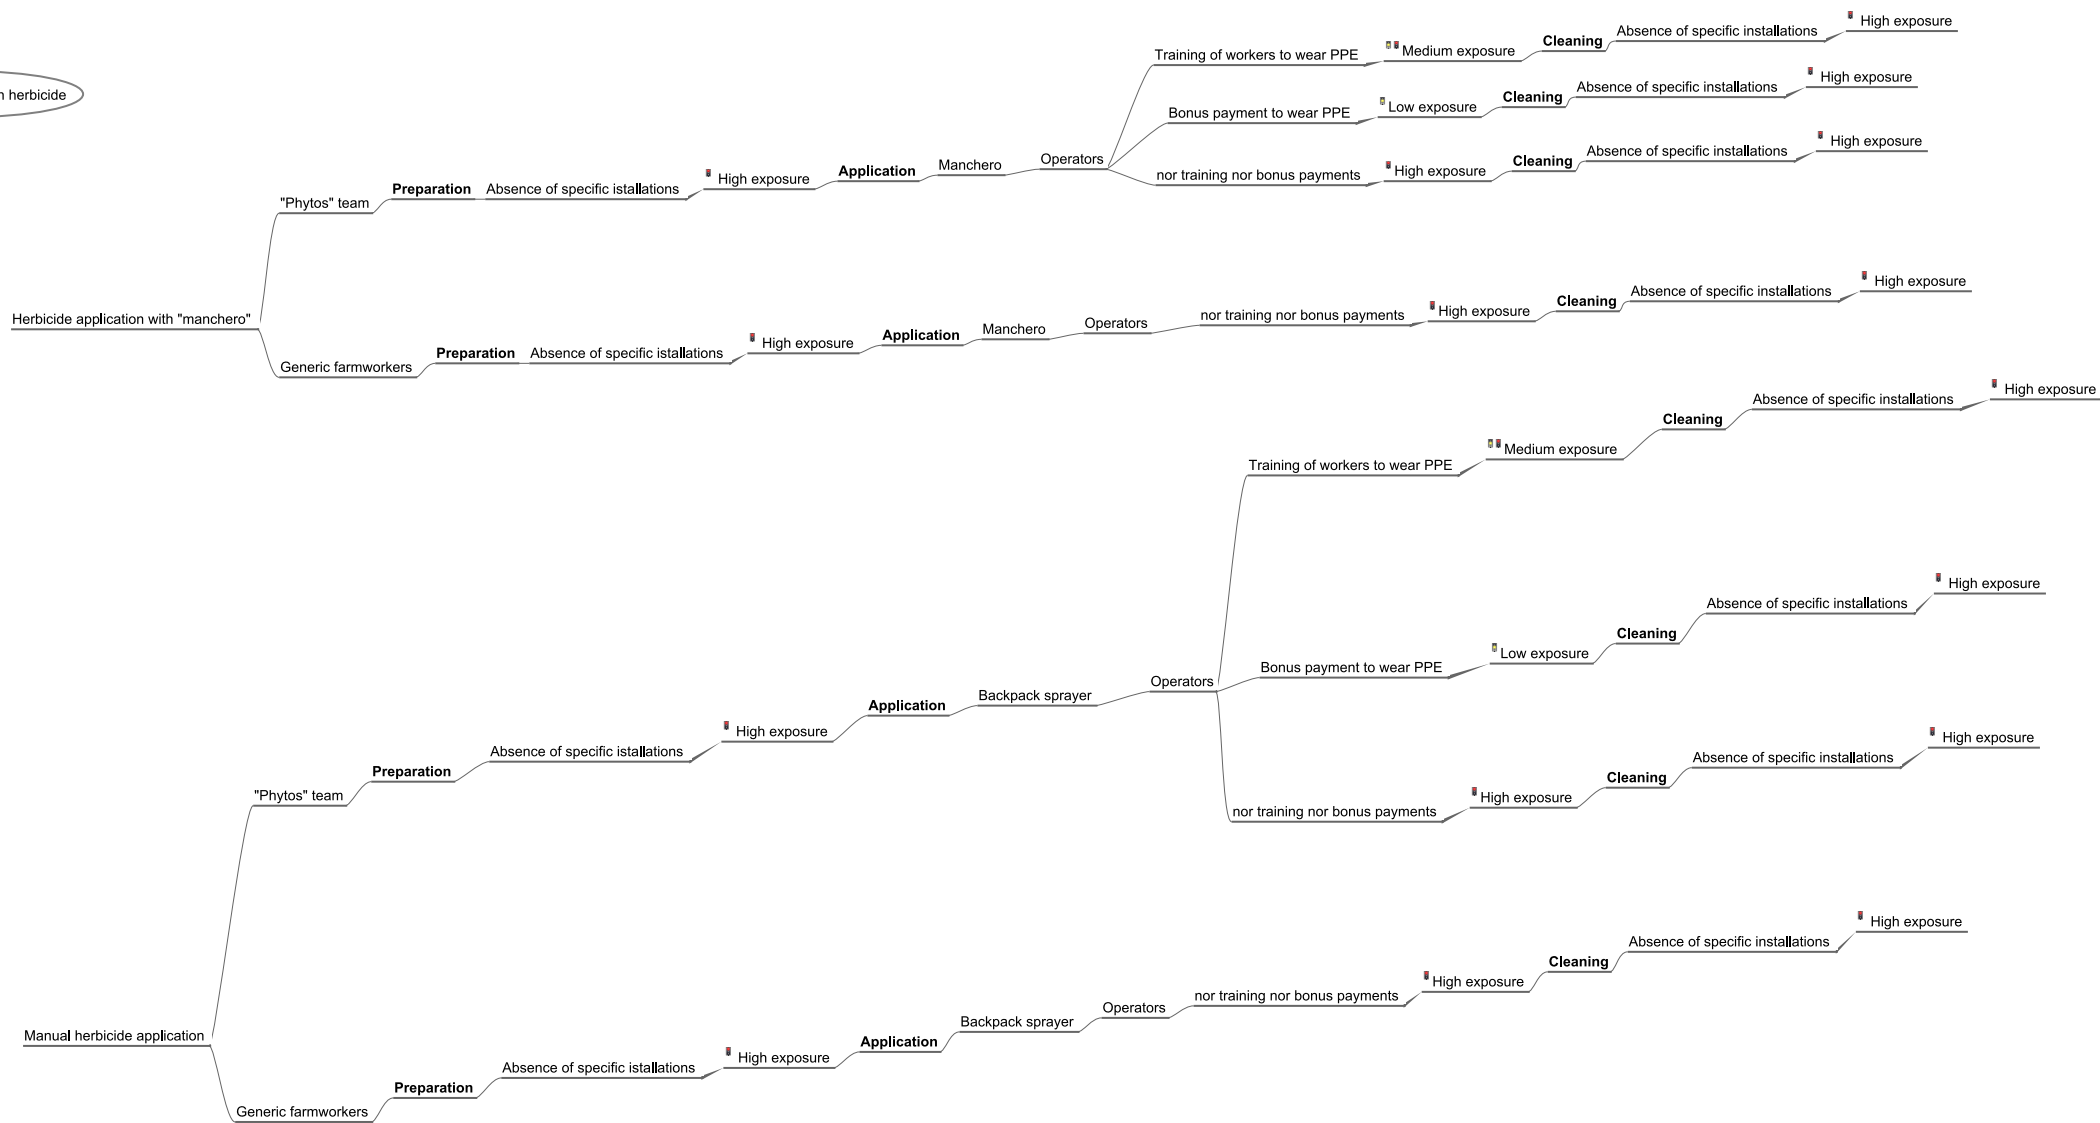 n herbicide
Herbicide application with "manchero"
"Phytos" team
Preparation
Absence of specific istallations
High exposure
Application
Manchero
Operators
Training of workers to wear PPE
Medium exposure
Cleaning
Absence of specific installations
High exposure
Bonus payment to wear PPE
Low exposure
Cleaning
Absence of specific installations
High exposure
nor training nor bonus payments
High exposure
Cleaning
Absence of specific installations
High exposure
Generic farmworkers
Preparation
Absence of specific istallations
High exposure
Application
Manchero
Operators
nor training nor bonus payments
High exposure
Cleaning
Absence of specific installations
High exposure
Manual herbicide application
"Phytos" team
Preparation
Absence of specific istallations
High exposure
Application
Backpack sprayer
Operators
Training of workers to wear PPE
Medium exposure
Cleaning
Absence of specific installations
High exposure
Bonus payment to wear PPE
Low exposure
Cleaning
Absence of specific installations
High exposure
nor training nor bonus payments
High exposure
Cleaning
Absence of specific installations
High exposure
Generic farmworkers
Preparation
Absence of specific istallations
High exposure
Application
Backpack sprayer
Operators
nor training nor bonus payments
High exposure
Cleaning
Absence of specific installations
High exposure